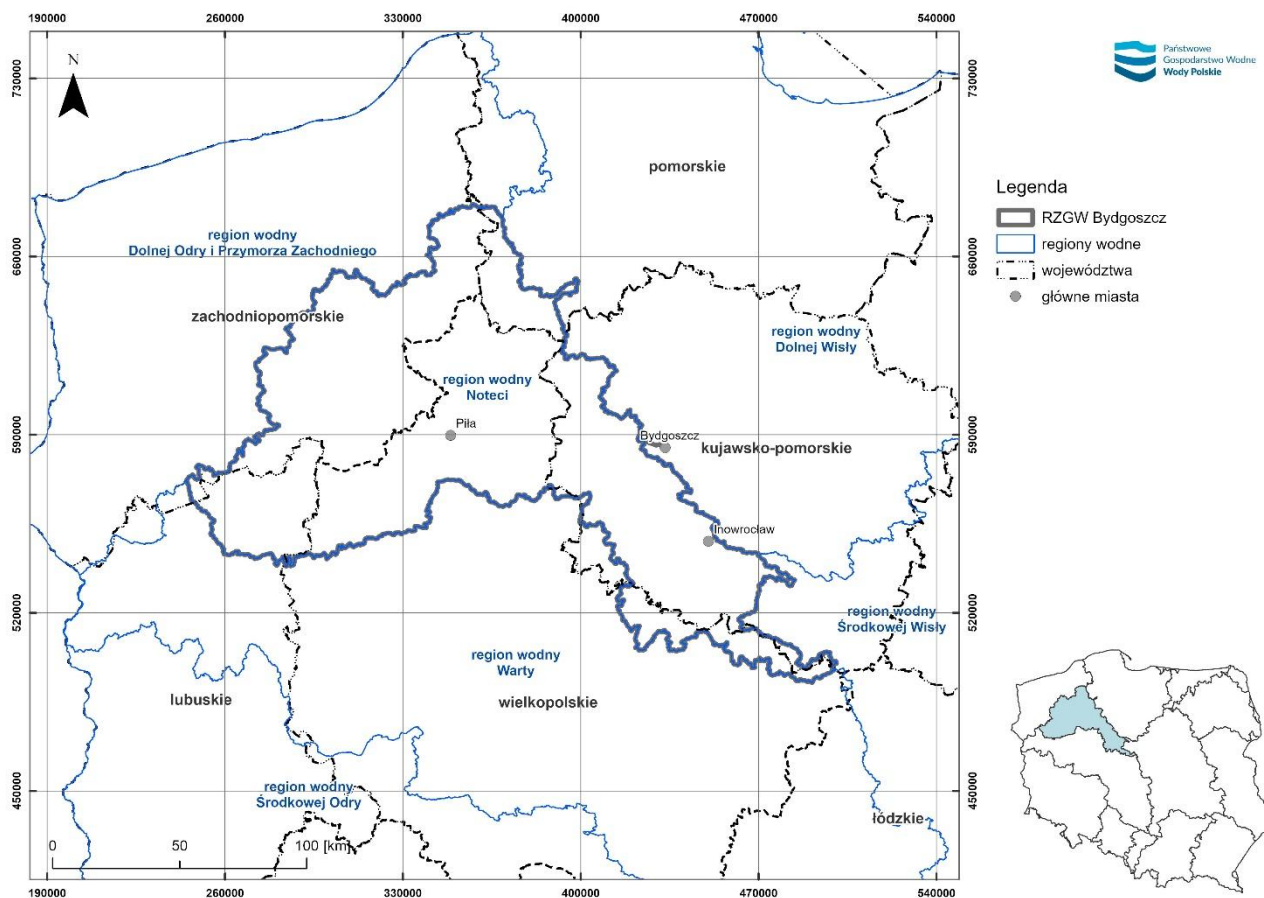 190000 260000 330000 400000 470000 540000
730000 730000
N
Państwowe
Gospodarstwo Wodne
Wody Polskie
pomorskie
Legenda
RZGW Bydgoszcz
regiony wodne
województwa
główne miasta
region wodny
Dolnej Odry i Przymorza Zachodniego
660000 660000
zachodniopomorskie
region wodny
Dolnej Wisły
region wodny
Noteci
Piła
Bydgoszcz
590000 590000
kujawsko-pomorskie
Inowrocław
520000 520000
region wodny
Środkowej Wisły
region wodny
Warty
lubuskie
wielkopolskie
region wodny
Środkowej Odry
450000 450000
łódzkie
0 50 100 [km]
190000 260000 330000 400000 470000 540000